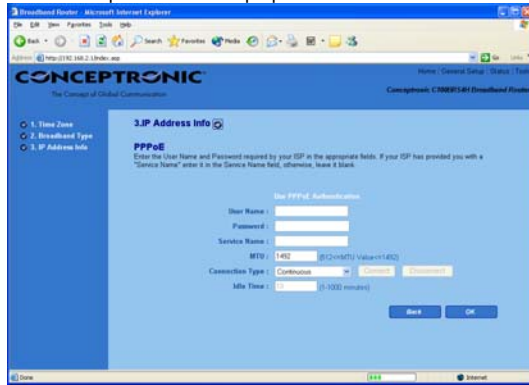 Broadband Router - Microsoft Internet Explorer
File Edit View Favorites Tools Help
Back Search Favorites Media
Address http://192.168.2.1/index.asp Go Links
CONCEPTRONIC
The Concept of Global Communication
Home | General Setup | Status | Tools
Conceptronic C100BRS4H Broadband Router
1. Time Zone
2. Broadband Type
3. IP Address Info
3.IP Address Info
PPPoE
Enter the User Name and Password required by your ISP in the appropriate fields. If your ISP has provided you with a
"Service Name" enter it in the Service Name field, otherwise, leave it blank.
Use PPPoE Authentication
User Name :
Password :
Service Name :
MTU : 1492 (512<=MTU Value<=1492)
Connection Type : Continuous Connect Disconnect
Idle Time : 10 (1-1000 minutes)
Back OK
Done Internet